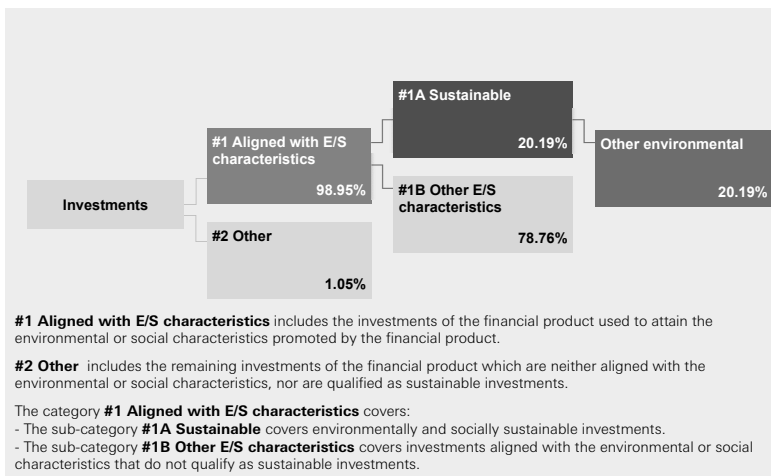 #1A Sustainable
20.19%
#1 Aligned with E/S
characteristics
98.95%
Other environmental
20.19%
Investments
#1B Other E/S
characteristics
78.76%
#2 Other
1.05%
#1 Aligned with E/S characteristics includes the investments of the financial product used to attain the
environmental or social characteristics promoted by the financial product.
#2 Other includes the remaining investments of the financial product which are neither aligned with the
environmental or social characteristics, nor are qualified as sustainable investments.
The category #1 Aligned with E/S characteristics covers:
- The sub-category #1A Sustainable covers environmentally and socially sustainable investments.
- The sub-category #1B Other E/S characteristics covers investments aligned with the environmental or social
characteristics that do not qualify as sustainable investments.